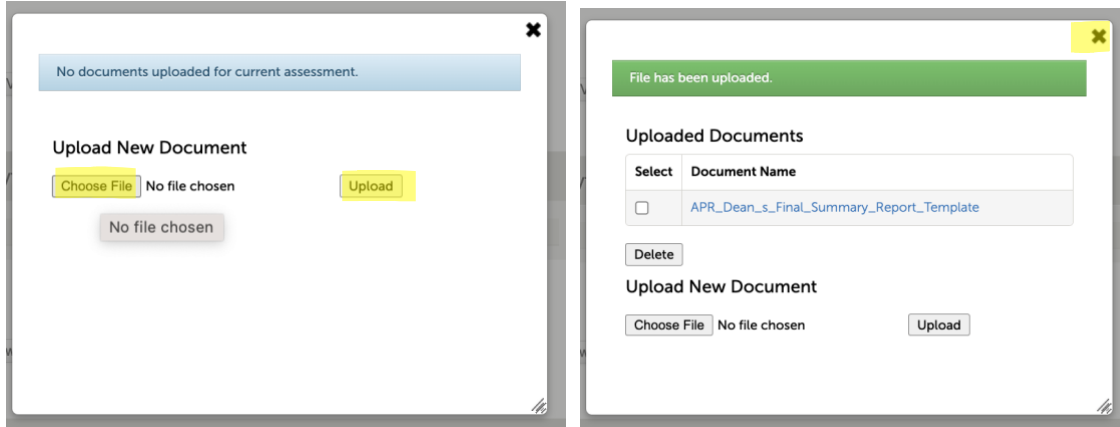 ✖
No documents uploaded for current assessment.
Upload New Document
Choose File No file chosen Upload
No file chosen
✖
File has been uploaded.
Uploaded Documents
Select Document Name
APR_Dean_s_Final_Summary_Report_Template
Delete
Upload New Document
Choose File No file chosen Upload